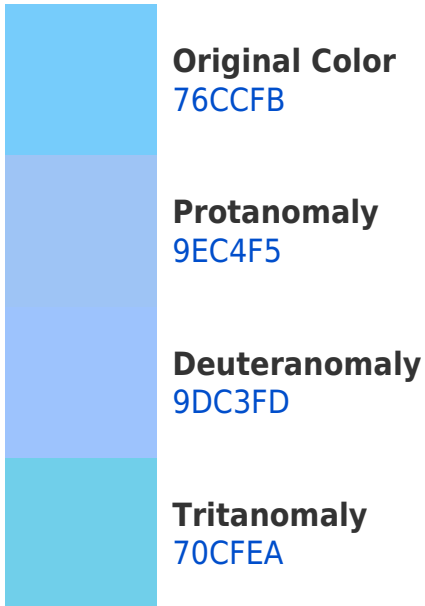 Original Color
76CCFB
Protanomaly
9EC4F5
Deuteranomaly
9DC3FD
Tritanomaly
70CFEA